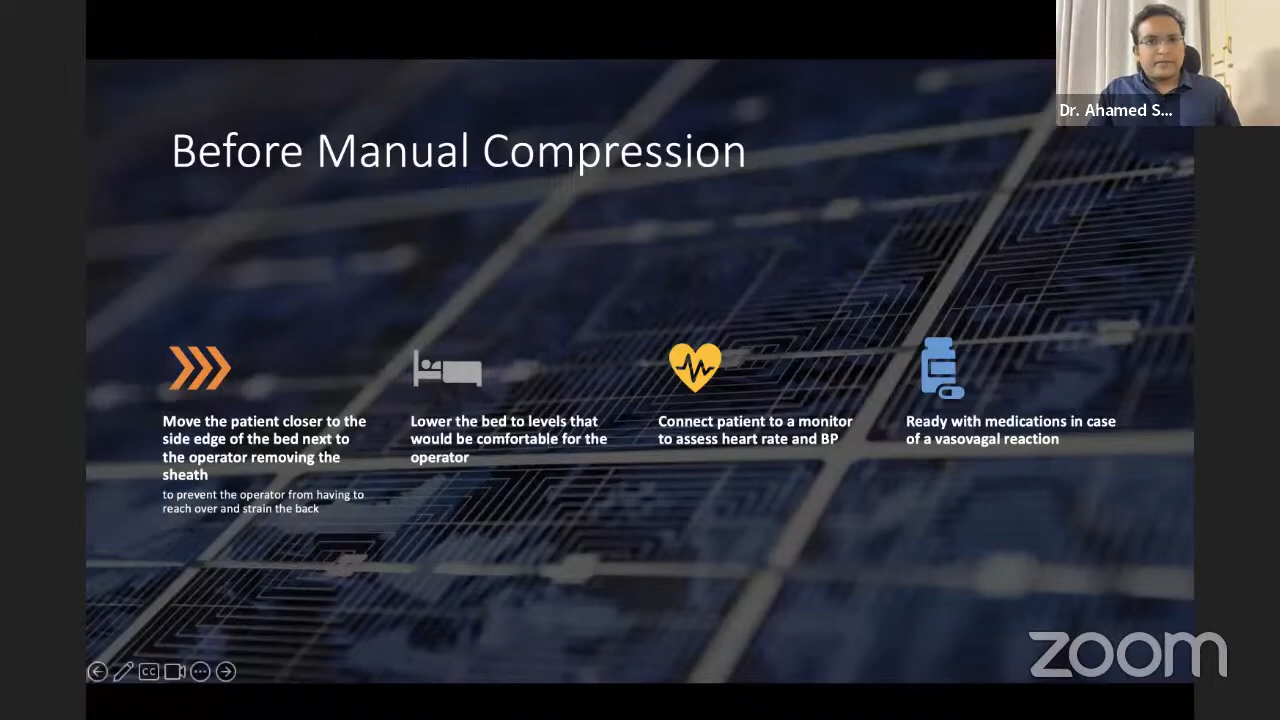 Dr. Ahamed S...
Before Manual Compression
Move the patient closer to the
side edge of the bed next to
the operator removing the
sheath
to prevent the operator from having to
reach over and strain the back
Lower the bed to levels that
would be comfortable for the
operator
Connect patient to a monitor
to assess heart rate and BP
Ready with medications in case
of a vasovagal reaction
CC
zoom